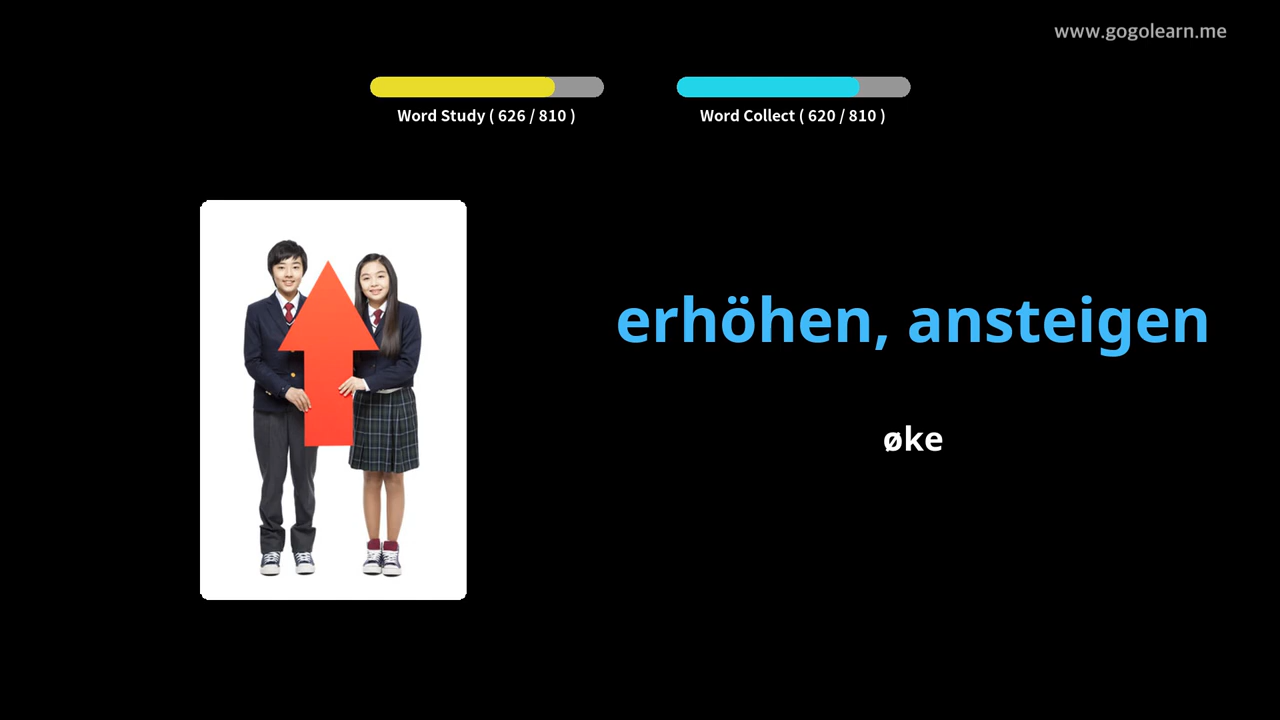 www.gogolearn.me
Word Study ( 626 / 810 )
Word Collect ( 620 / 810 )
erhöhen, ansteigen
øke